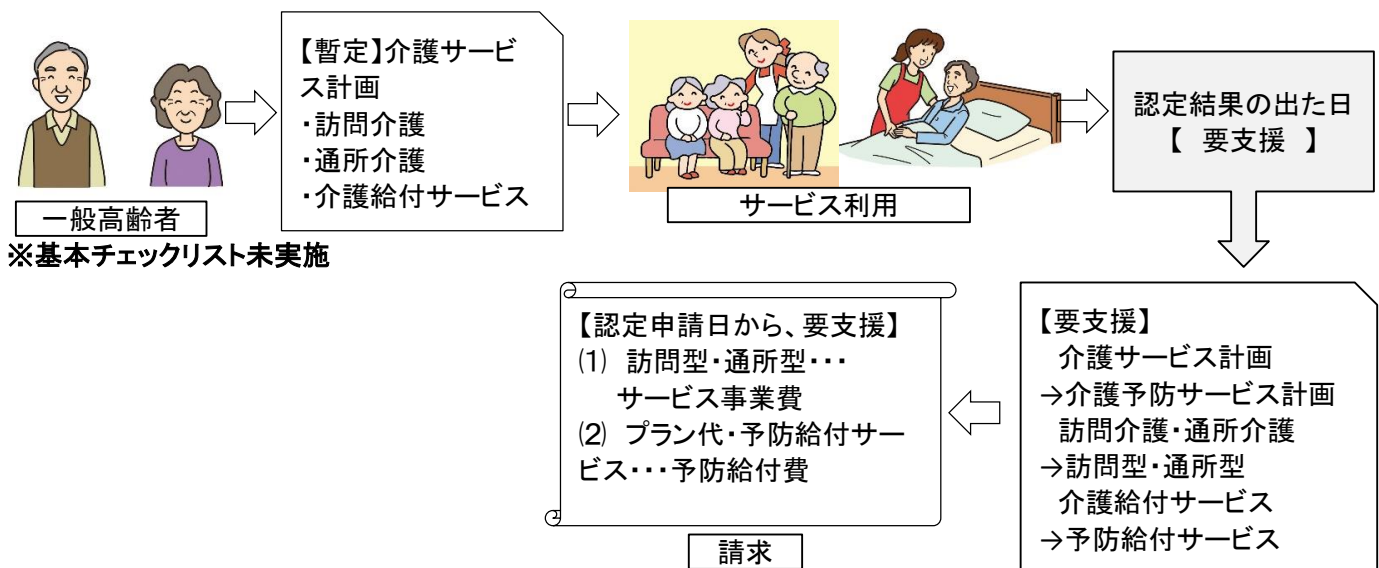 【暫定】介護サービ
ス計画
・訪問介護
・通所介護
・介護給付サービス
一般高齢者
※基本チェックリスト未実施
サービス利用
認定結果の出た日
【 要支援 】
【要支援】
介護サービス計画
→介護予防サービス計画
訪問介護・通所介護
→訪問型・通所型
介護給付サービス
→予防給付サービス
【認定申請日から、要支援】
⑴ 訪問型・通所型・・・
サービス事業費
⑵ プラン代・予防給付サー
ビス・・・予防給付費
請求